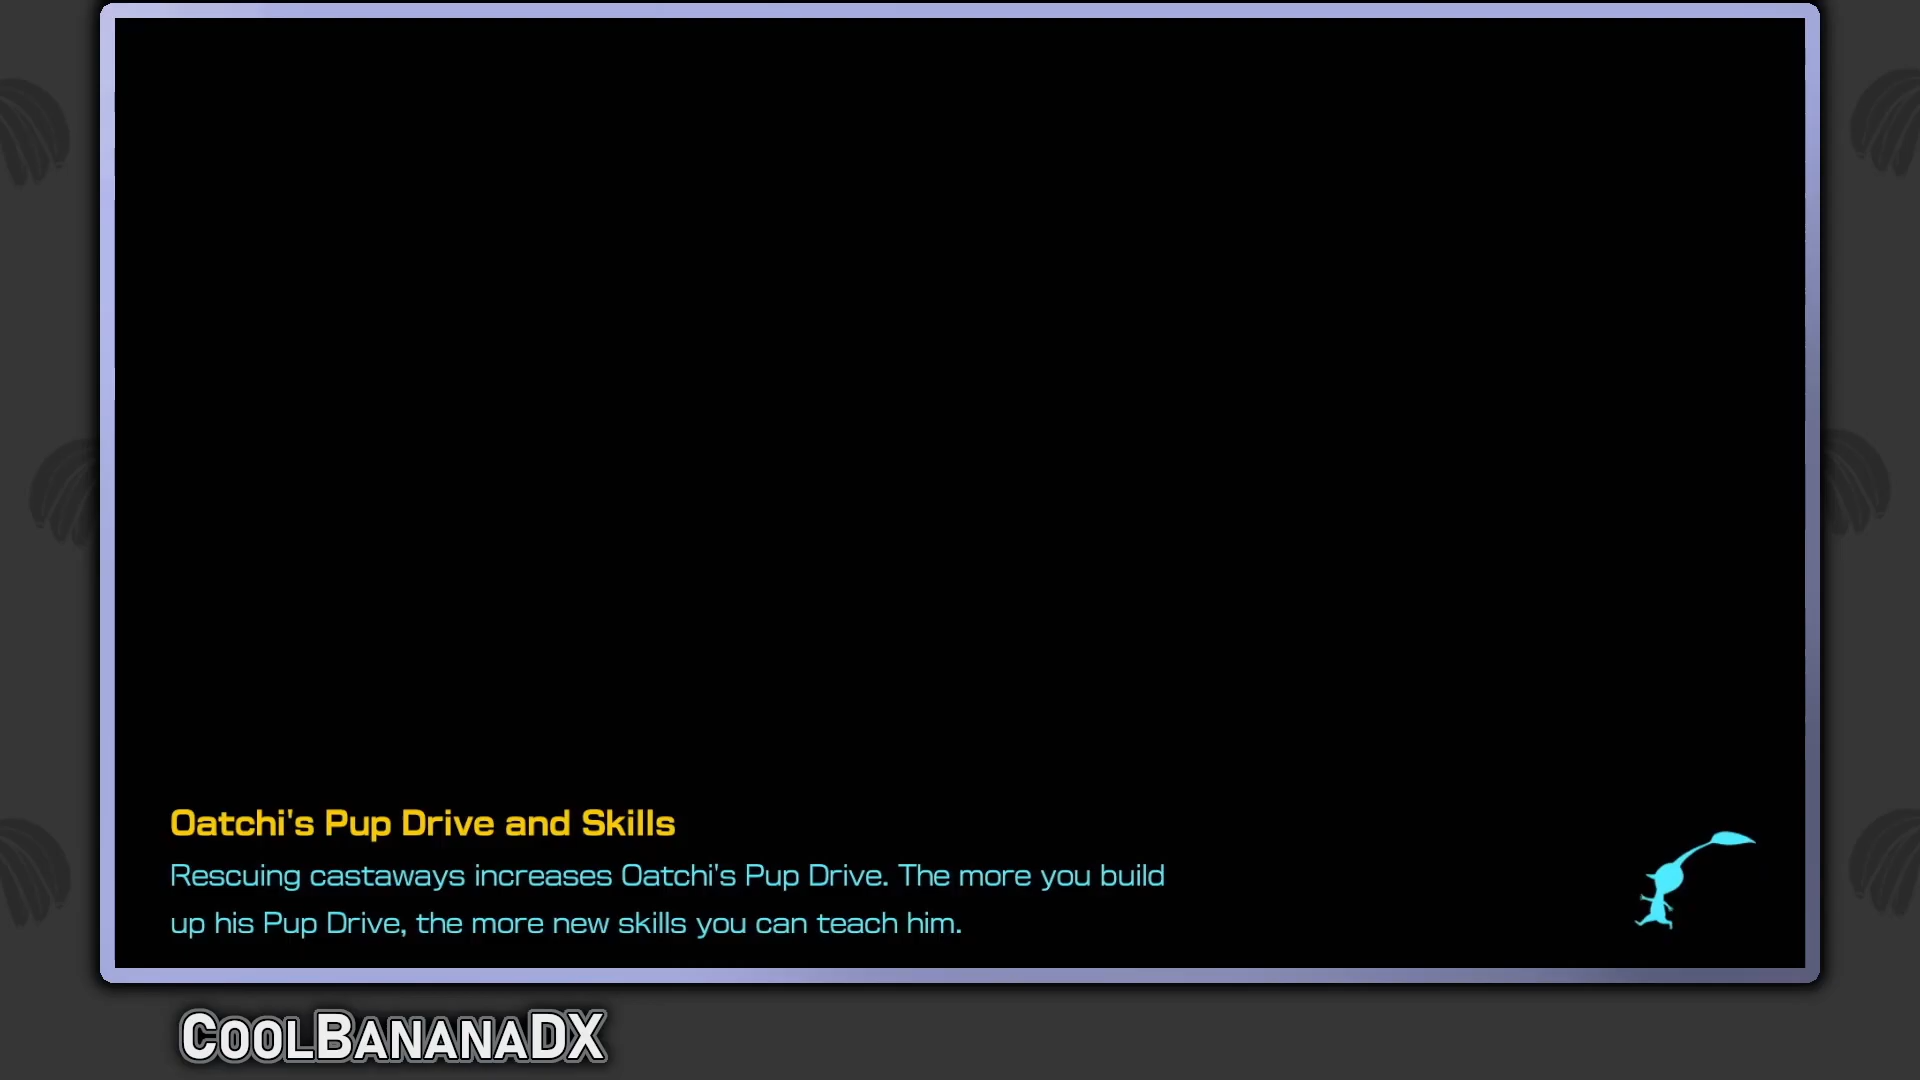 Oatchi's Pup Drive and Skills
Rescuing castaways increases Oatchi's Pup Drive. The more you build
up his Pup Drive, the more new skills you can teach him.
CoolBananaDX